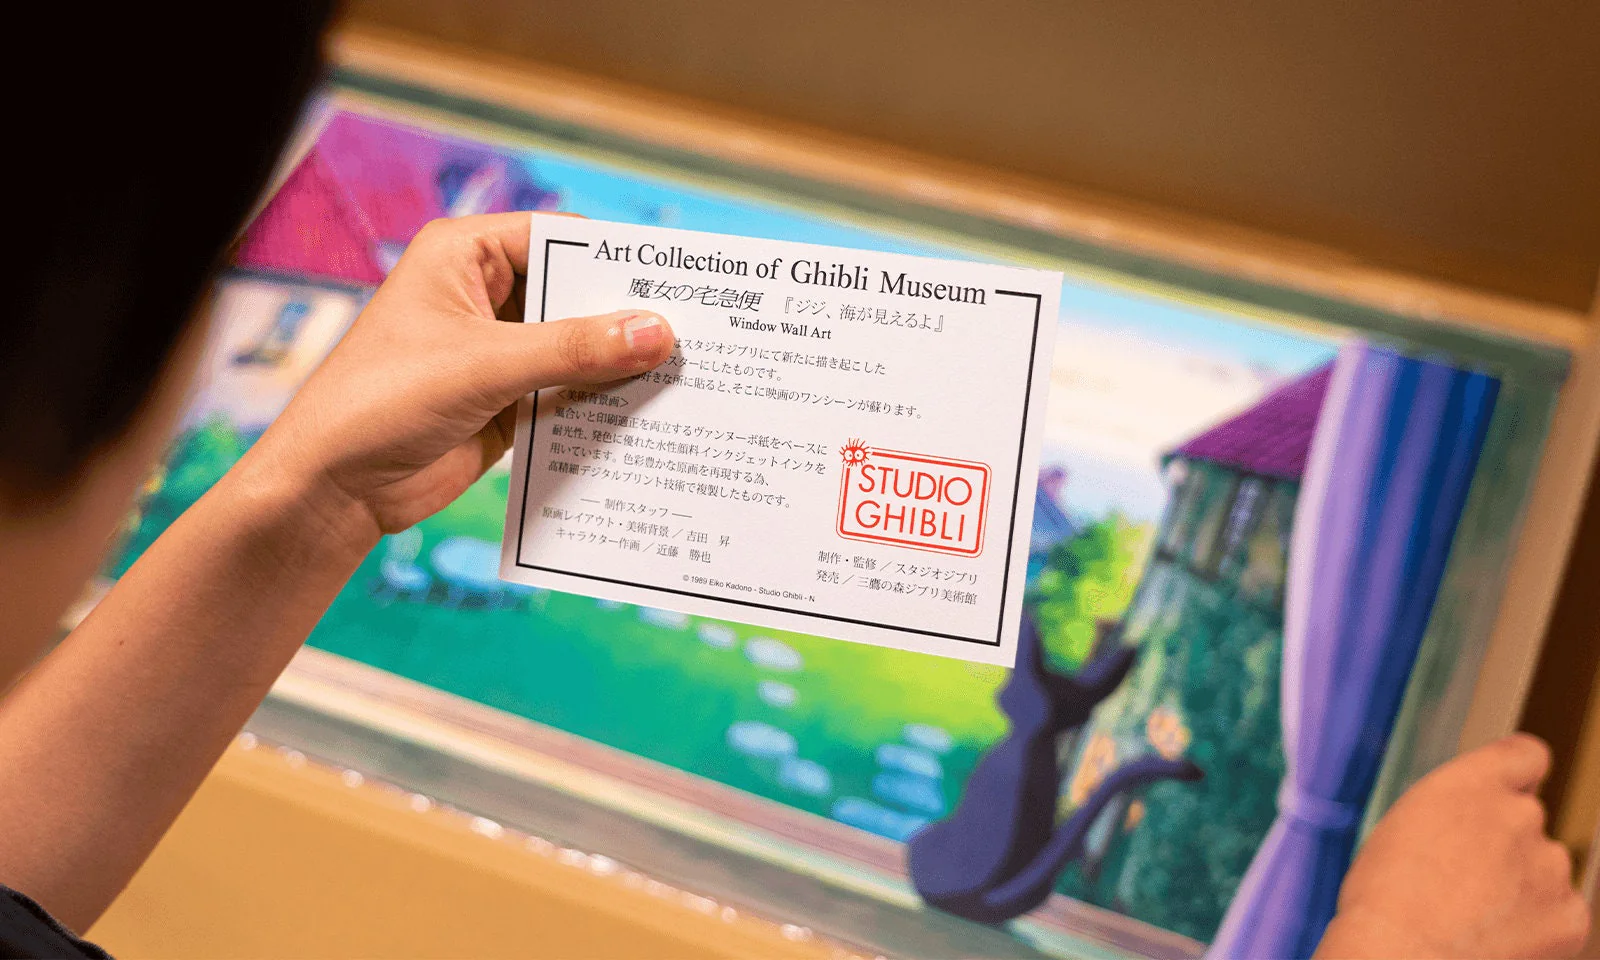 Art Collection of Ghibli Museum
魔女の宅急便 『ジジ、海が見えるよ』
Window Wall Art
はスタジオジブリにて新たに描き起こした
スターにしたものです。
好きな所に貼ると、そこに映画のワンシーンが蘇ります。
＜美術背景画＞
風合いと印刷適正を両立するヴァンヌーボ紙をベースに
耐光性、発色に優れた水性顔料インクジェットインクを
用いています。色彩豊かな原画を再現する為、
高精細デジタルプリント技術で複製したものです。
── 制作スタッフ ──
原画レイアウト・美術背景／吉田 昇
キャラクター作画／近藤 勝也
STUDIO
GHIBLI
制作・監修／スタジオジブリ
発売／三鷹の森ジブリ美術館
© 1989 Eiko Kadono - Studio Ghibli - N